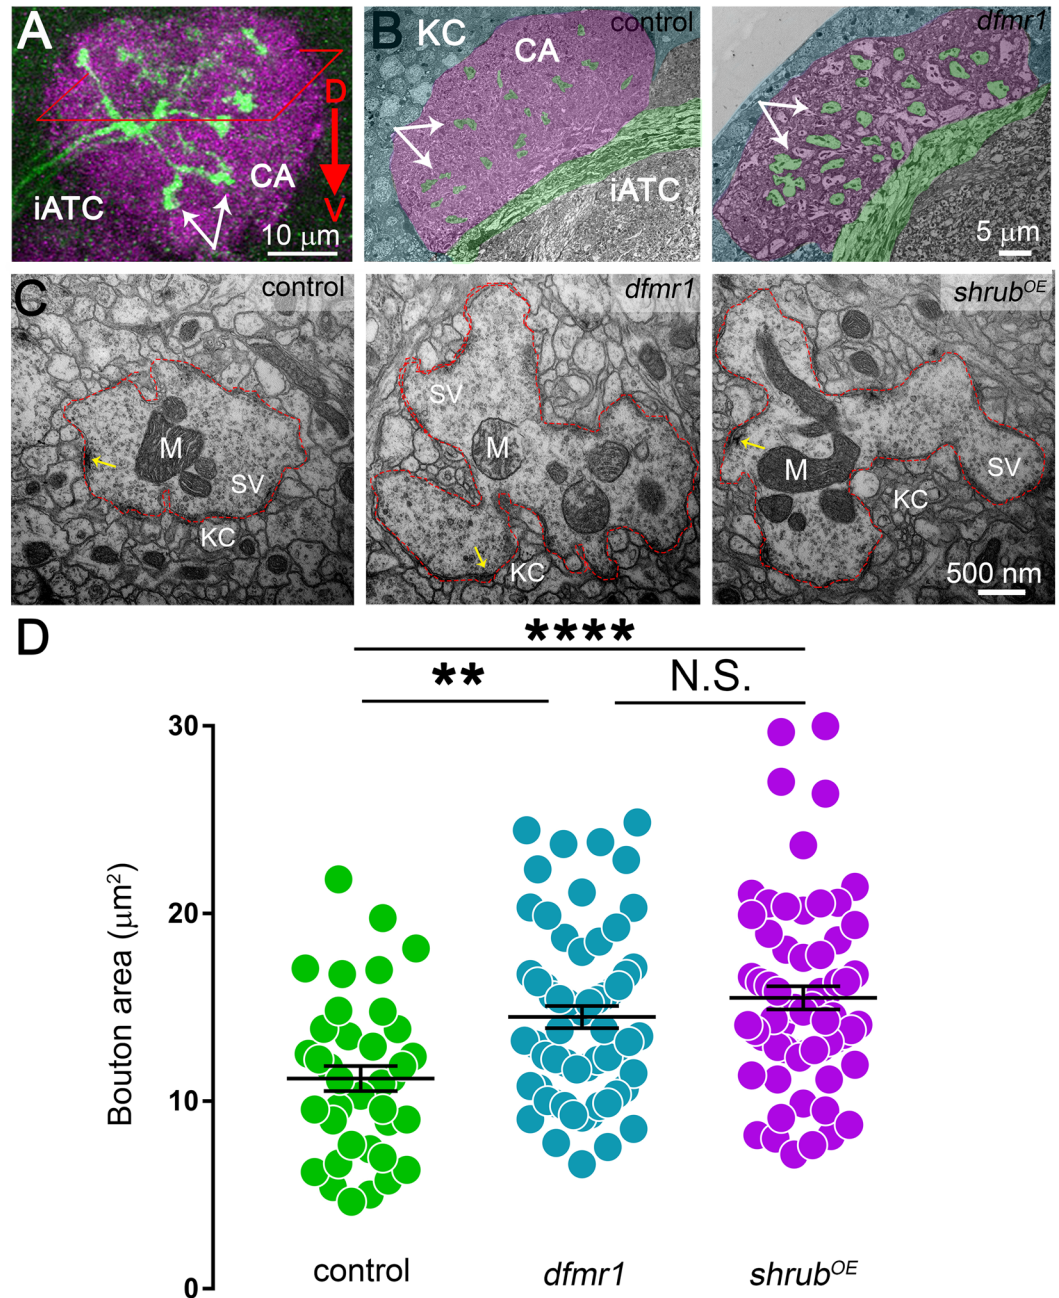 A
D
CA
iATC
V
10 μm
B
KC
control
CA
iATC
dfmr1
5 μm
C
control
M
SV
KC
dfmr1
SV
M
KC
shrubOE
M
SV
KC
500 nm
D
****
**
N.S.
Bouton area (μm2)
30
20
10
0
control
dfmr1
shrubOE